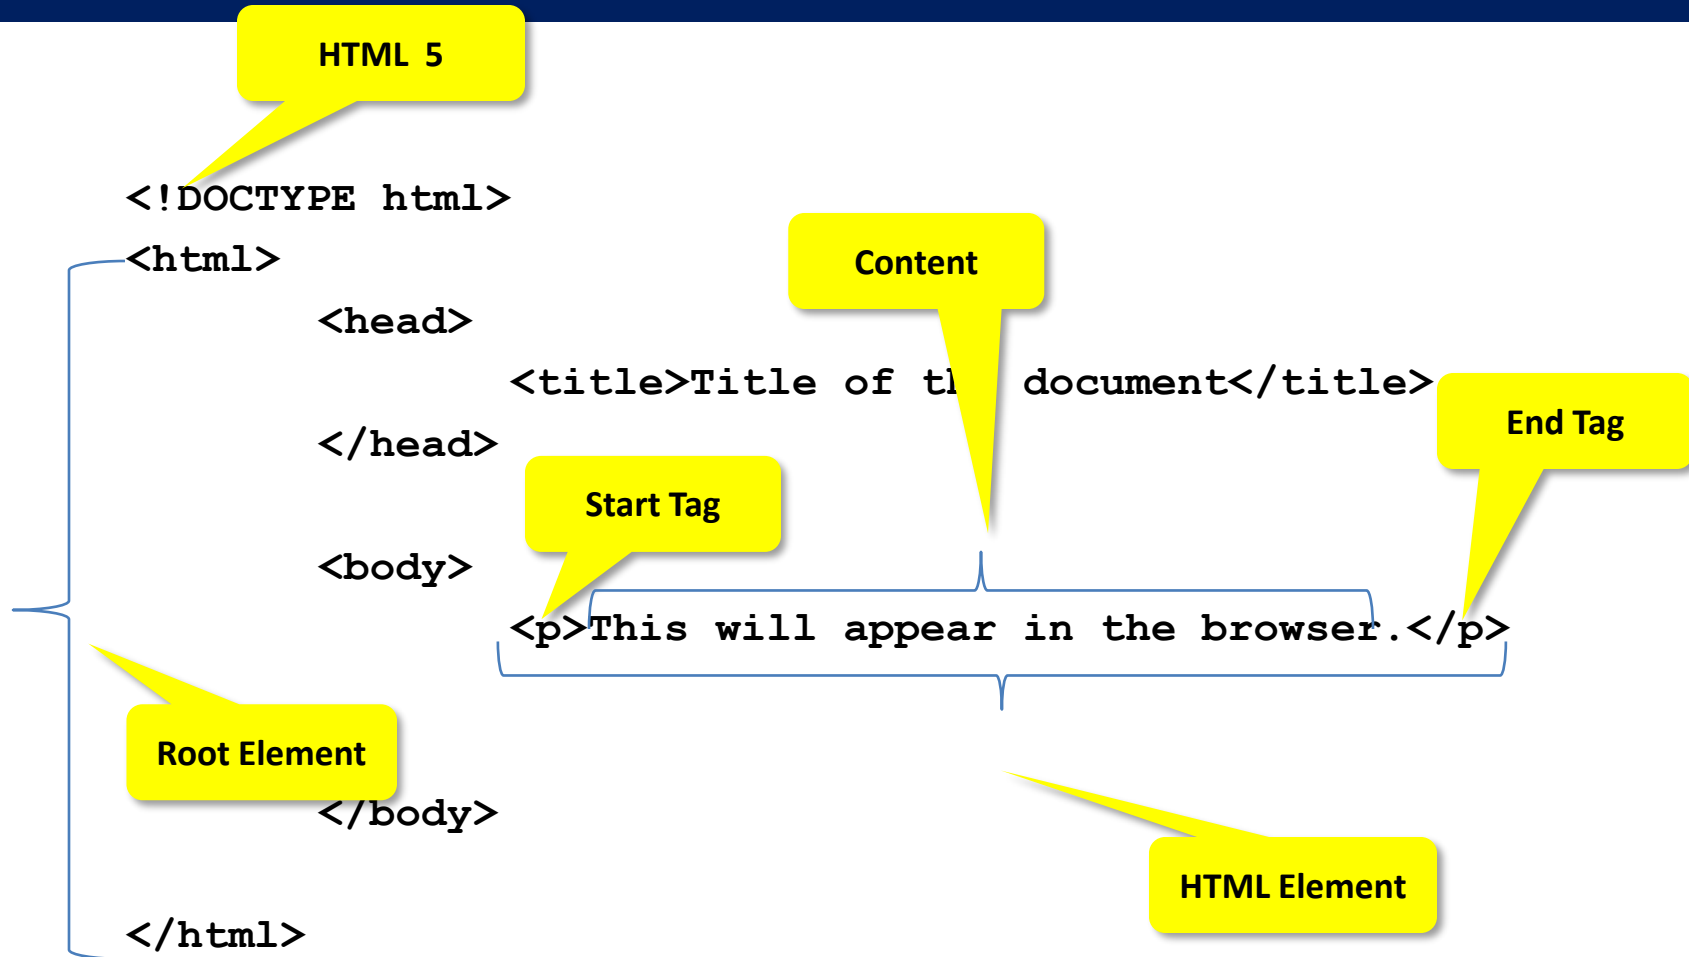 HTML 5
<!DOCTYPE html>
<html>
Content
<head>
<title>Title of document</title>
End Tag
</head>
Start Tag
<body>
<p>This will appear in the browser.</p>
Root Element
</body>
HTML Element
</html>